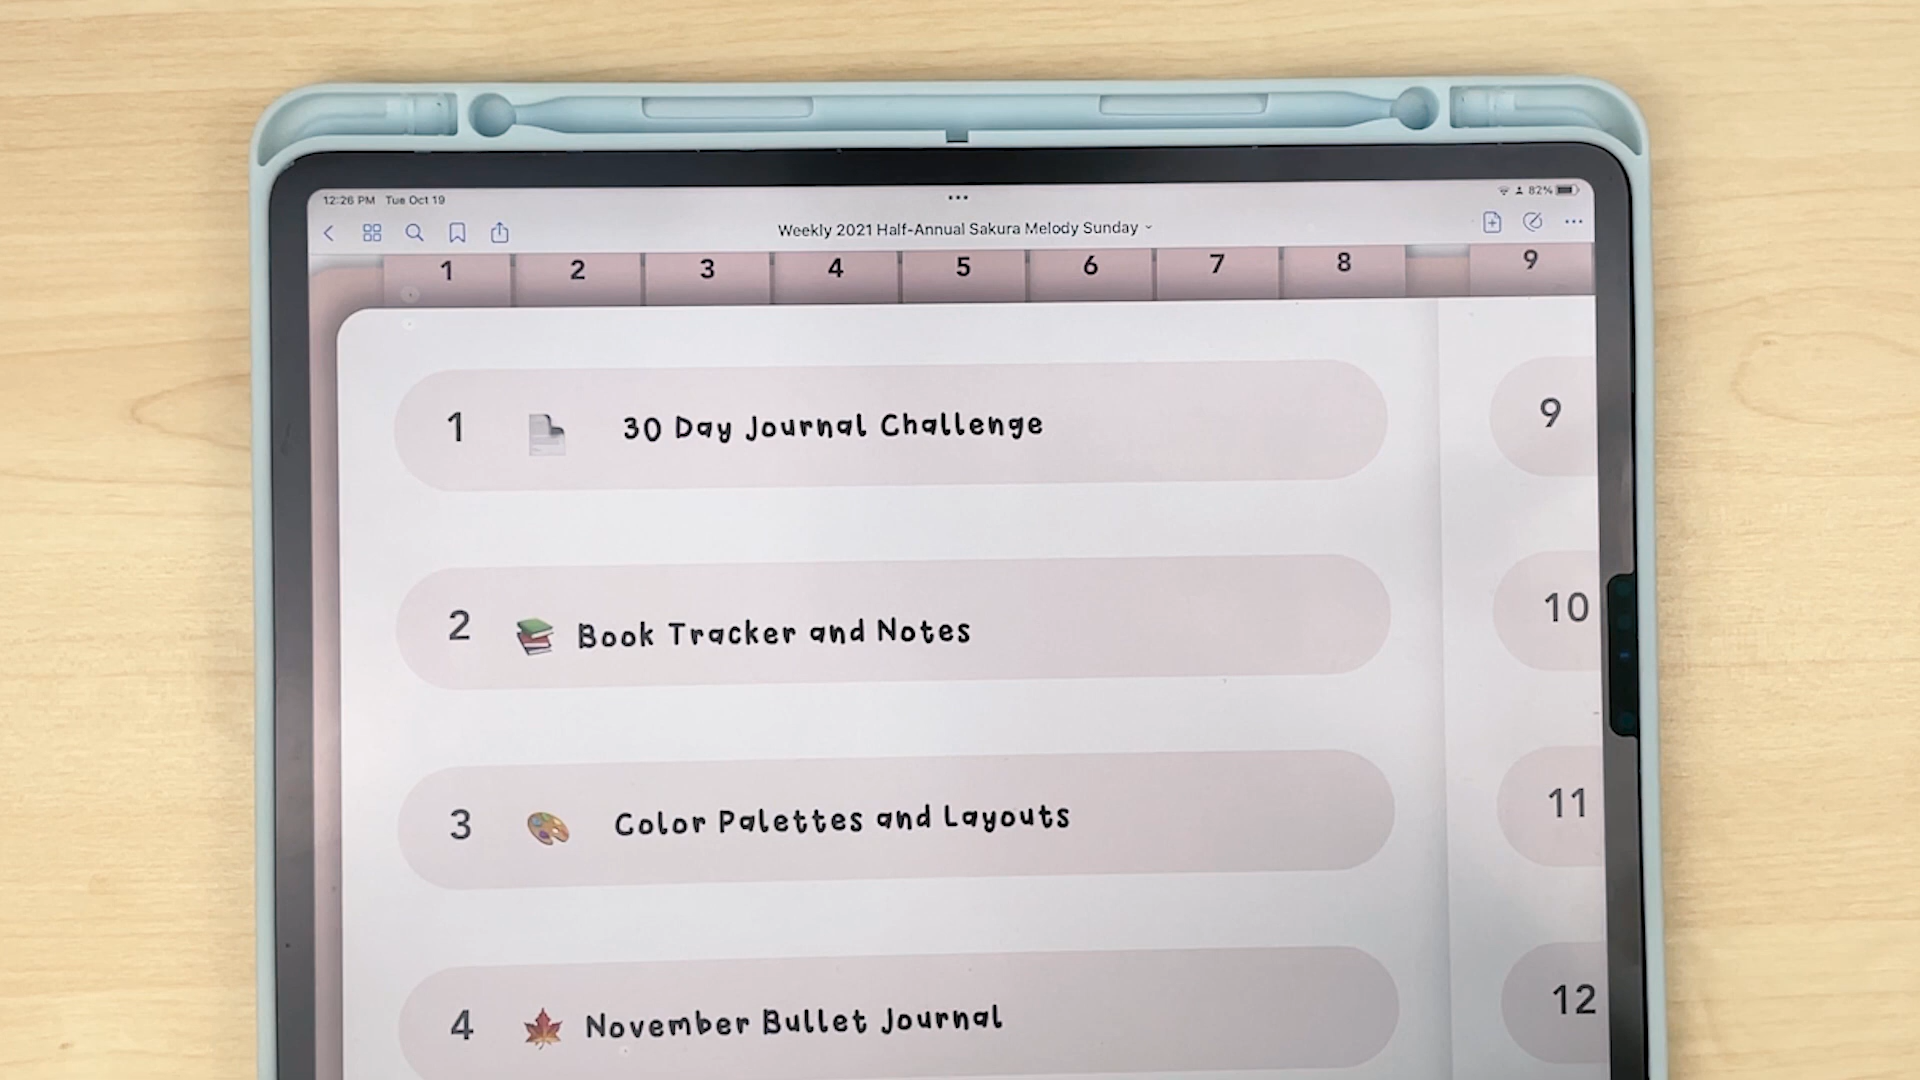 12:26 PM Tue Oct 19
82%
Weekly 2021 Half-Annual Sakura Melody Sunday
1 2 3 4 5 6 7 8 9
1 30 Day Journal Challenge
9
2 Book Tracker and Notes
10
3 Color Palettes and Layouts
11
4 November Bullet Journal
12